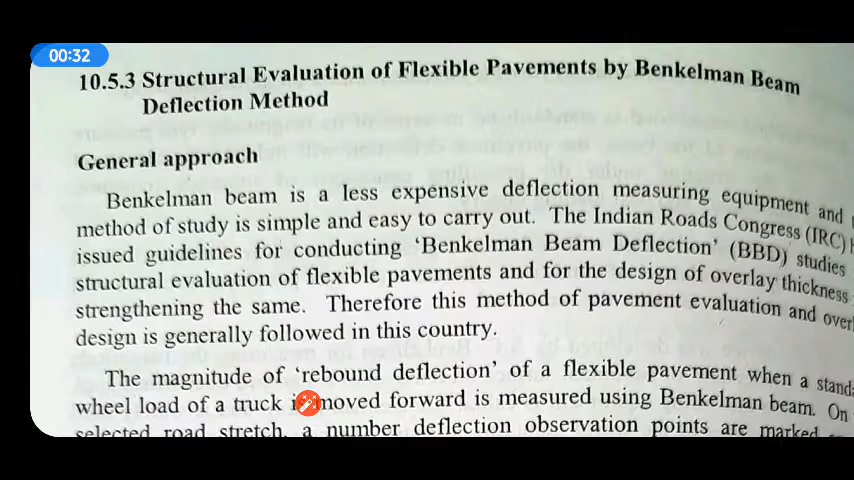 00:32
10.5.3 Structural Evaluation of Flexible Pavements by Benkelman Beam
Deflection Method
General approach
Benkelman beam is a less expensive deflection measuring equipment and
method of study is simple and easy to carry out. The Indian Roads Congress (IRC)
issued guidelines for conducting ‘Benkelman Beam Deflection’ (BBD) studies
structural evaluation of flexible pavements and for the design of overlay thickness
strengthening the same. Therefore this method of pavement evaluation and over
design is generally followed in this country.
The magnitude of ‘rebound deflection’ of a flexible pavement when a standa
wheel load of a truck is moved forward is measured using Benkelman beam. On
selected road stretch, a number deflection observation points are marked